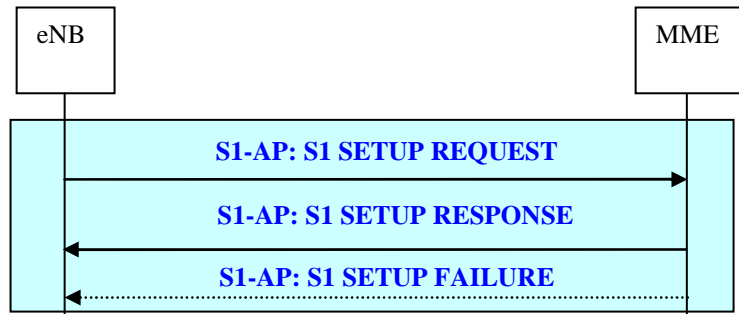 eNB
MME
S1-AP: S1 SETUP REQUEST
S1-AP: S1 SETUP RESPONSE
S1-AP: S1 SETUP FAILURE